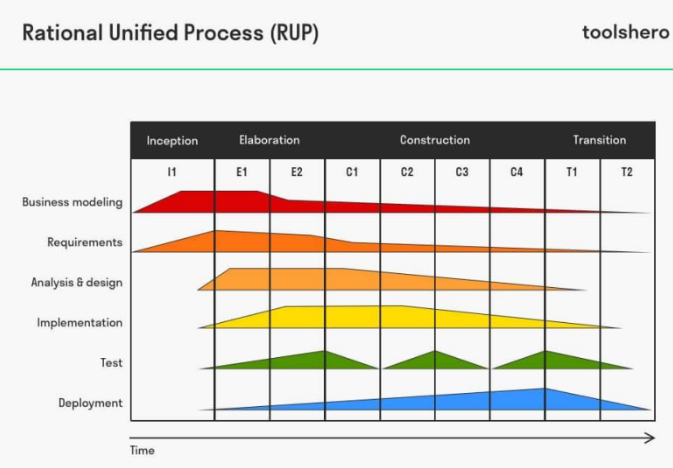 Rational Unified Process (RUP)
toolshero
Inception Elaboration Construction Transition
I1 E1 E2 C1 C2 C3 C4 T1 T2
Business modeling
Requirements
Analysis & design
Implementation
Test
Deployment
Time